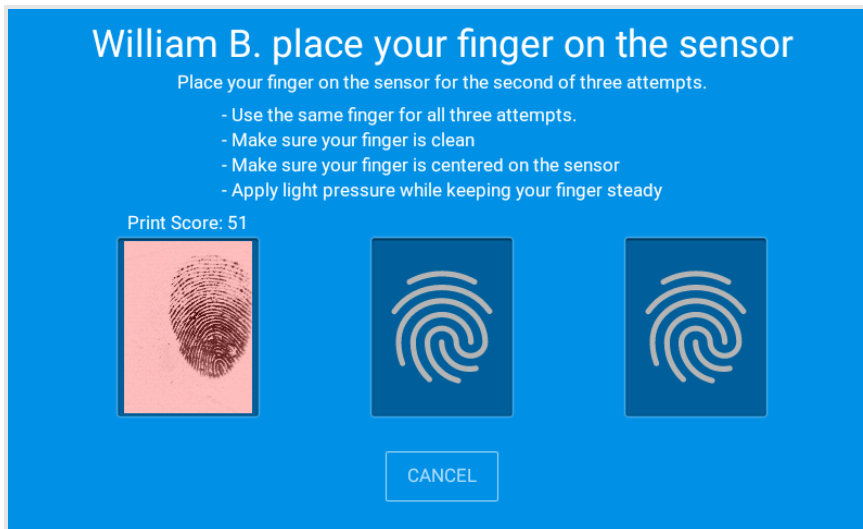 William B. place your finger on the sensor
Place your finger on the sensor for the second of three attempts.
- Use the same finger for all three attempts.
- Make sure your finger is clean
- Make sure your finger is centered on the sensor
- Apply light pressure while keeping your finger steady
Print Score: 51
CANCEL